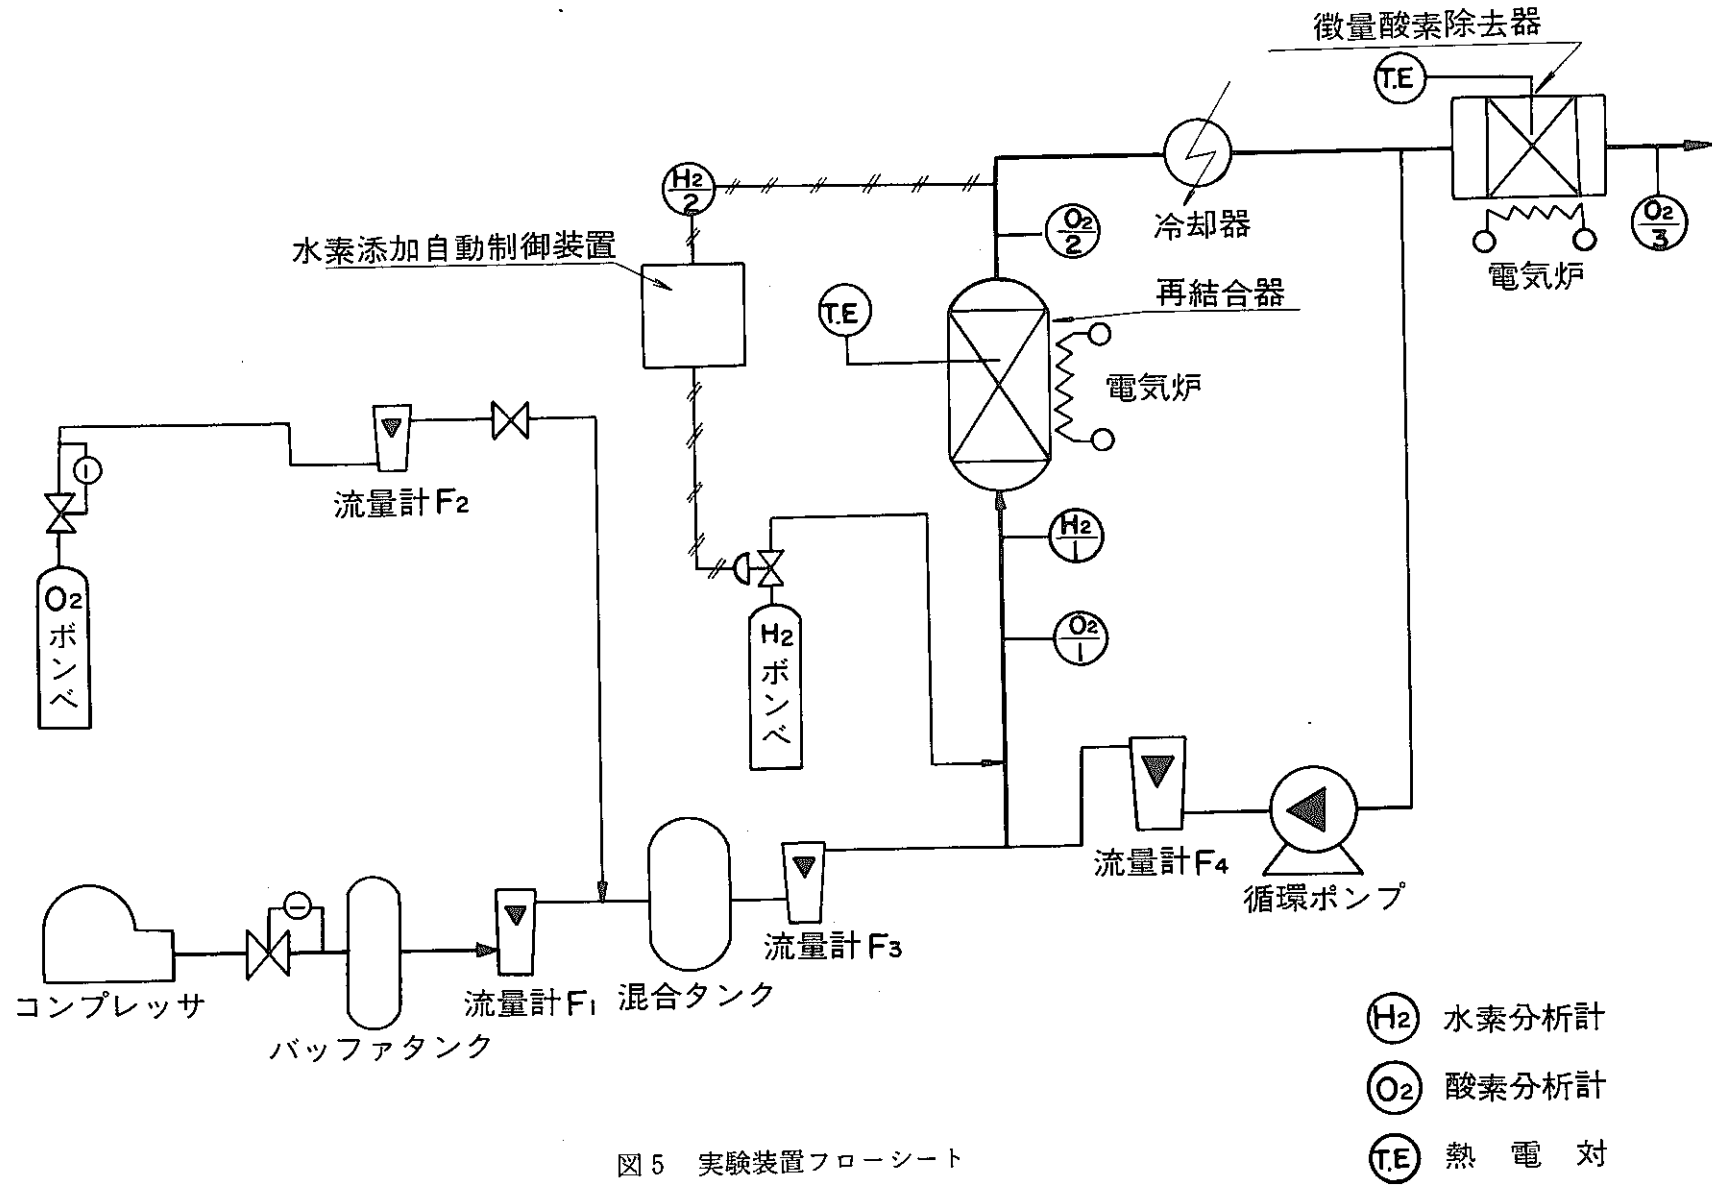 微量酸素除去器
T.E
H2
2
O2
2
冷却器
O2
3
電気炉
水素添加自動制御装置
T.E
再結合器
電気炉
流量計F2
H2
1
O2
ボンベ
H2
ボンベ
O2
1
流量計F4
循環ポンプ
流量計F3
コンプレッサ
バッファタンク
流量計F1
混合タンク
H2 水素分析計
O2 酸素分析計
T.E 熱電対
図5 実験装置フローシート